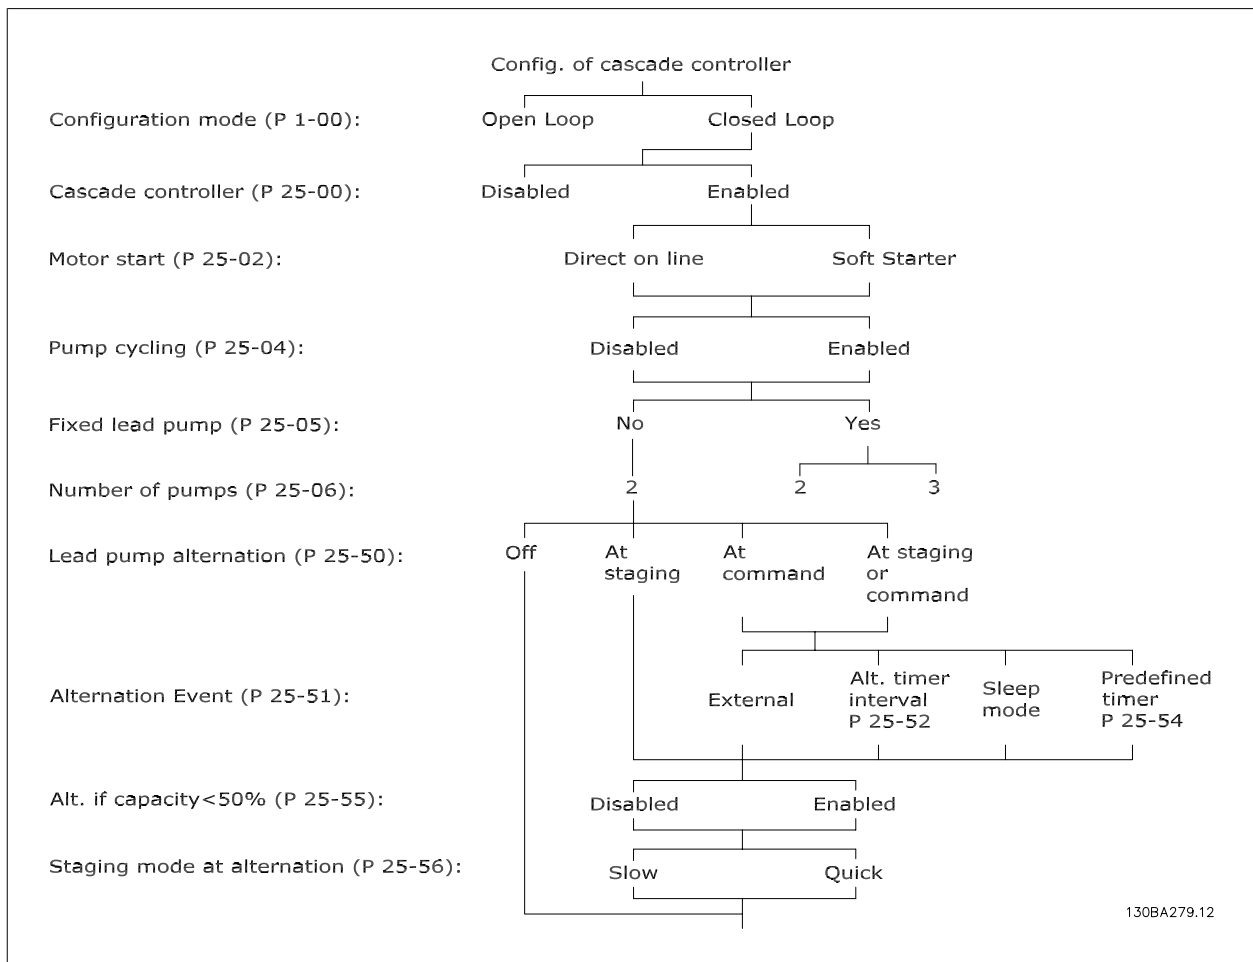 Config. of cascade controller
Configuration mode (P 1-00): Open Loop Closed Loop
Cascade controller (P 25-00): Disabled Enabled
Motor start (P 25-02): Direct on line Soft Starter
Pump cycling (P 25-04): Disabled Enabled
Fixed lead pump (P 25-05): No Yes
Number of pumps (P 25-06): 2 2 3
Lead pump alternation (P 25-50): Off At staging At command At staging or command
Alternation Event (P 25-51): External Alt. timer interval P 25-52 Sleep mode Predefined timer P 25-54
Alt. if capacity<50% (P 25-55): Disabled Enabled
Staging mode at alternation (P 25-56): Slow Quick
130BA279.12